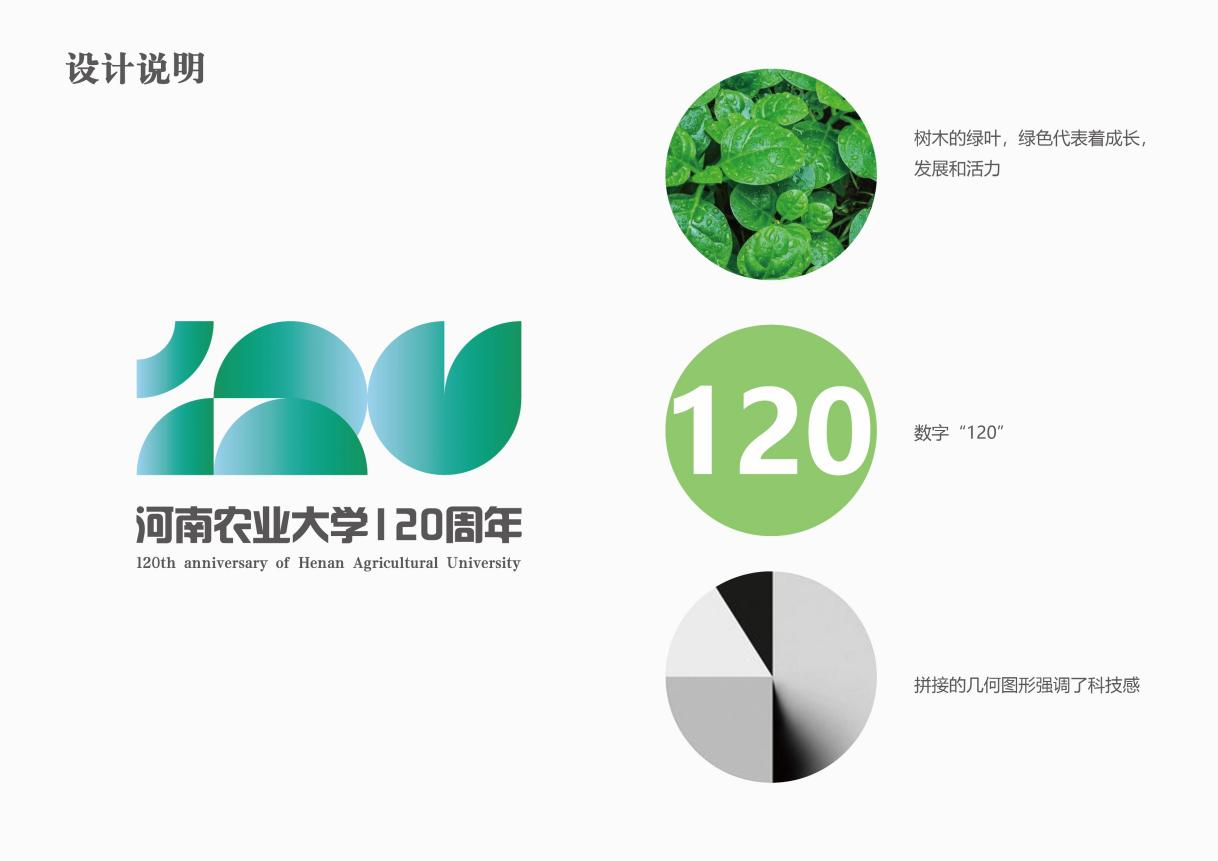 设计说明
树木的绿叶，绿色代表着成长，
发展和活力
120
数字“120”
河南农业大学120周年
120th anniversary of Henan Agricultural University
拼接的几何图形强调了科技感